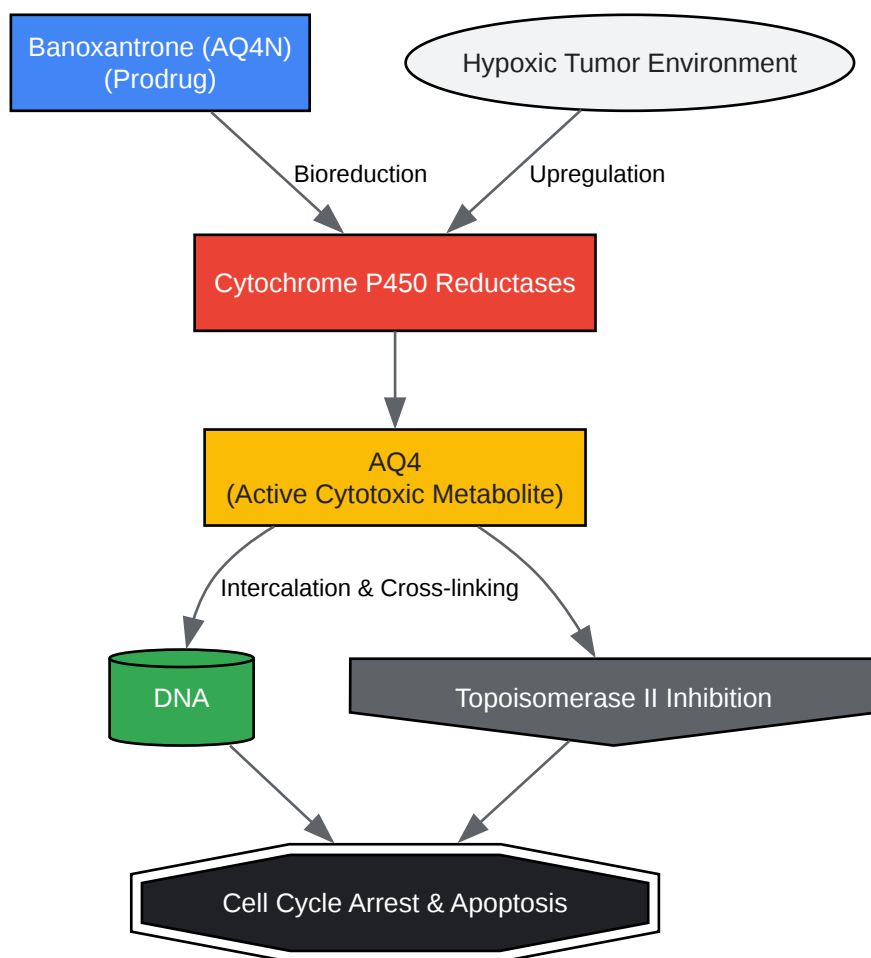 Banoxantrone (AQ4N)
(Prodrug)
Hypoxic Tumor Environment
Bioreduction
Upregulation
Cytochrome P450 Reductases
AQ4
(Active Cytotoxic Metabolite)
Intercalation & Cross-linking
DNA
Topoisomerase II Inhibition
Cell Cycle Arrest & Apoptosis